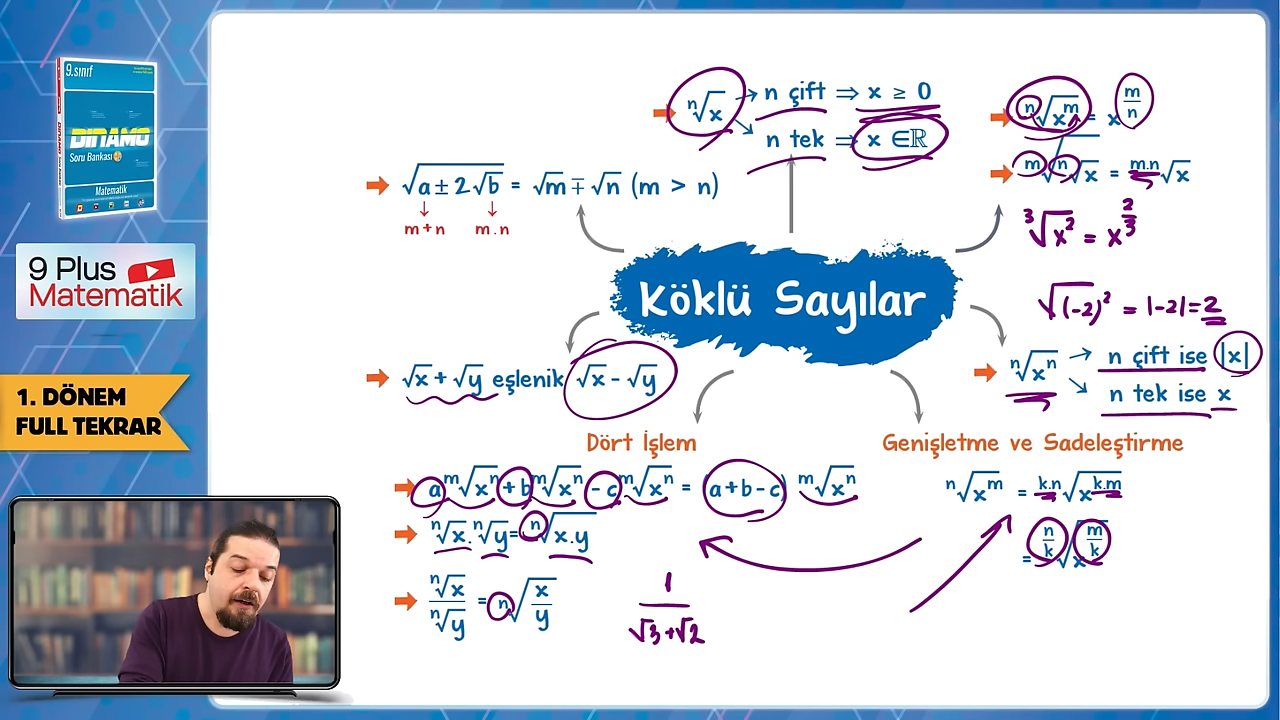 9.sınıf
DİNAMO
Soru Bankası
Matematik
9 Plus
Matematik
1. DÖNEM
FULL TEKRAR
ⁿ√x → n çift ⇒ x ≥ 0
↘ n tek ⇒ x ∈ ℝ
ⁿ√xᵐ = x^(m/n)
ᵐ√ⁿ√x = ᵐ·ⁿ√x
³√x² = x^(2/3)
√a ± 2√b = √m ∓ √n (m > n)
m+n m.n
Köklü Sayılar
√(-2)² = |-2| = 2
ⁿ√xⁿ → n çift ise |x|
↘ n tek ise x
√x + √y eşlenik √x - √y
Dört İşlem
a ᵐ√xⁿ + b ᵐ√xⁿ - c ᵐ√xⁿ = (a+b-c) ᵐ√xⁿ
ⁿ√x . ⁿ√y = ⁿ√x.y
ⁿ√x / ⁿ√y = ⁿ√(x/y)
1 / √3+√2
Genişletme ve Sadeleştirme
ⁿ√xᵐ = ᵏ·ⁿ√xᵏ·ᵐ
= ^(n/k)√x^(m/k)